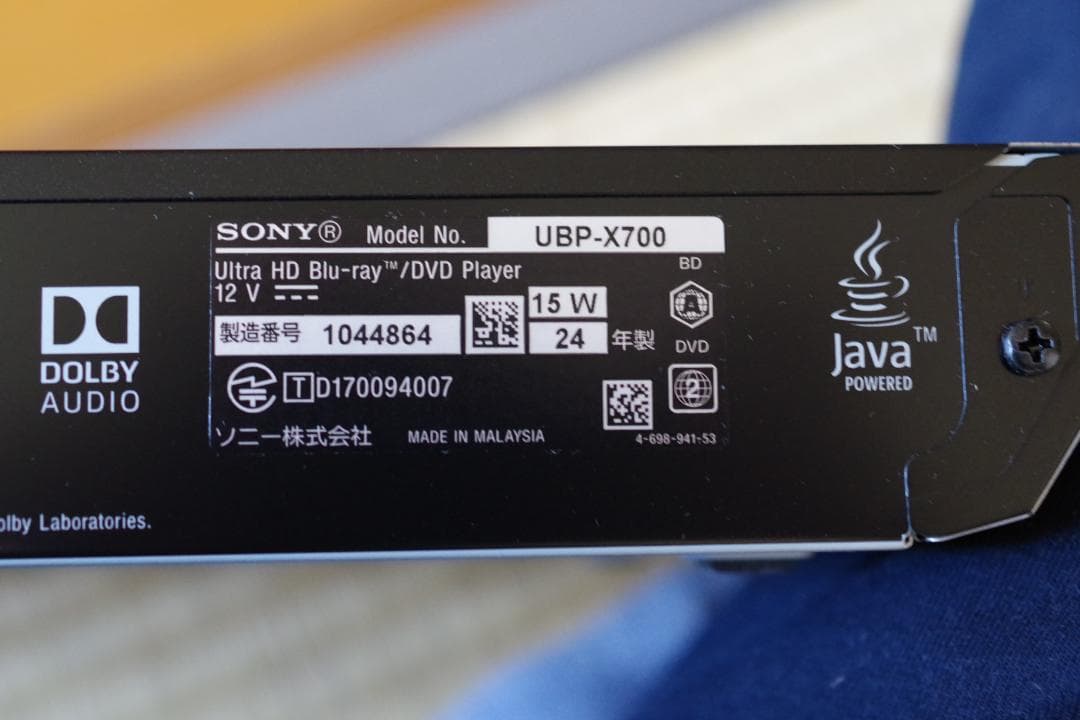 SONY® Model No. UBP-X700
Ultra HD Blu-ray™/DVD Player
12 V
15 W
製造番号 1044864
24 年製
BD
A
DVD
2
T D170094007
ソニー株式会社 MADE IN MALAYSIA
4-698-941-53
DOLBY
AUDIO
olby Laboratories.
Java™
POWERED